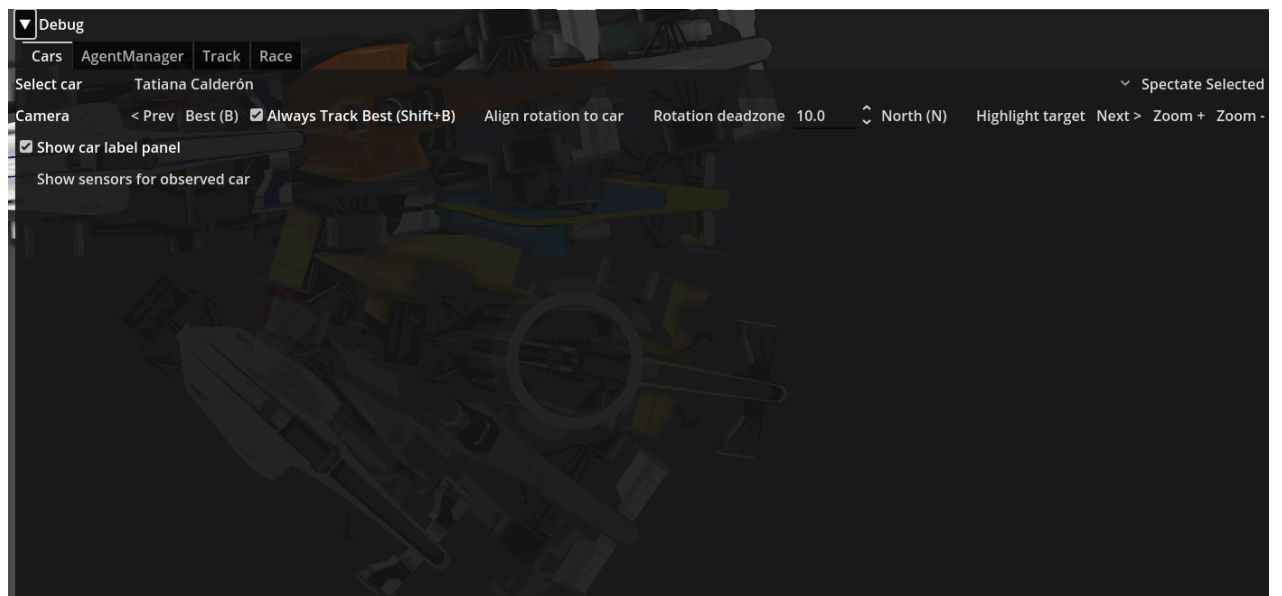 Debug
Cars AgentManager Track Race
Select car Tatiana Calderón Spectate Selected
Camera < Prev Best (B) Always Track Best (Shift+B) Align rotation to car Rotation deadzone 10.0 North (N) Highlight target Next > Zoom + Zoom -
Show car label panel
Show sensors for observed car